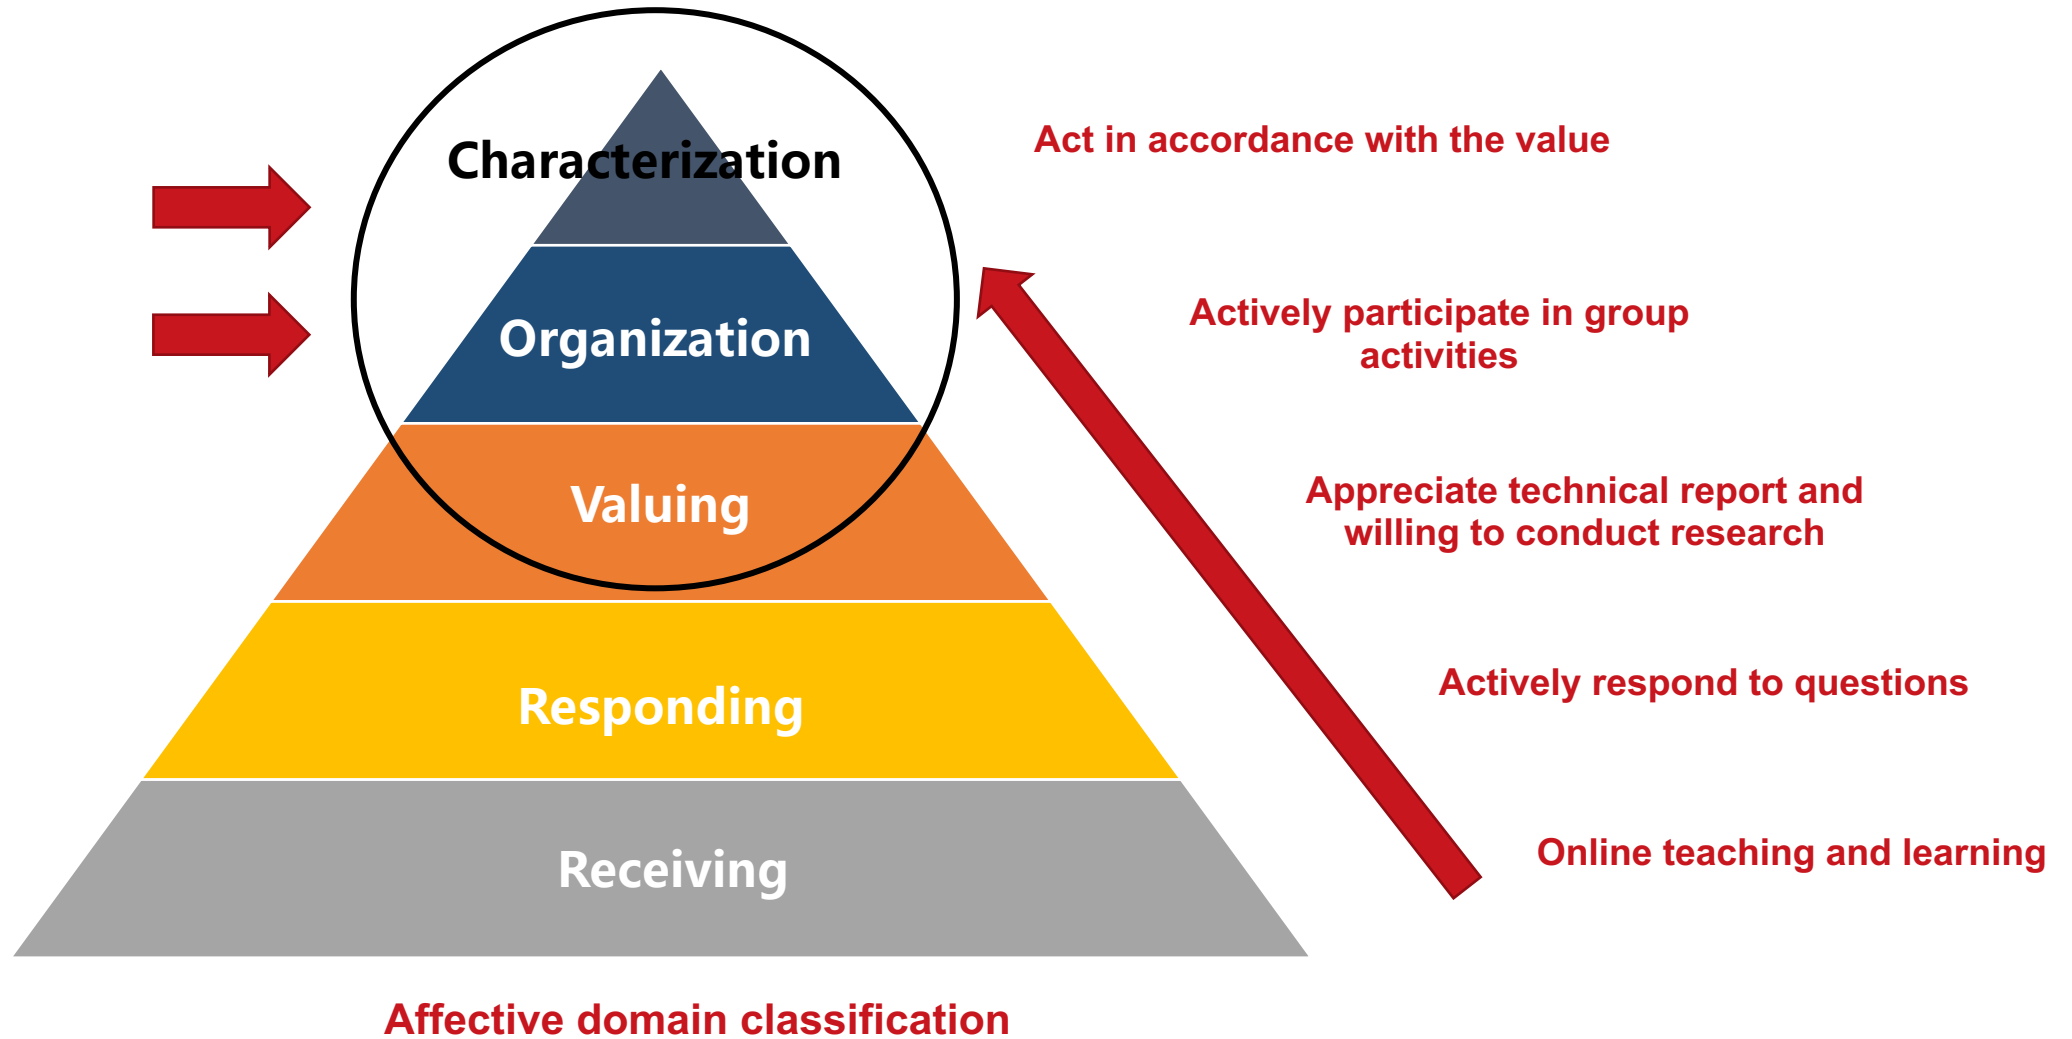 Characterization
Act in accordance with the value
Organization
Actively participate in group
activities
Valuing
Appreciate technical report and
willing to conduct research
Responding
Actively respond to questions
Receiving
Online teaching and learning
Affective domain classification